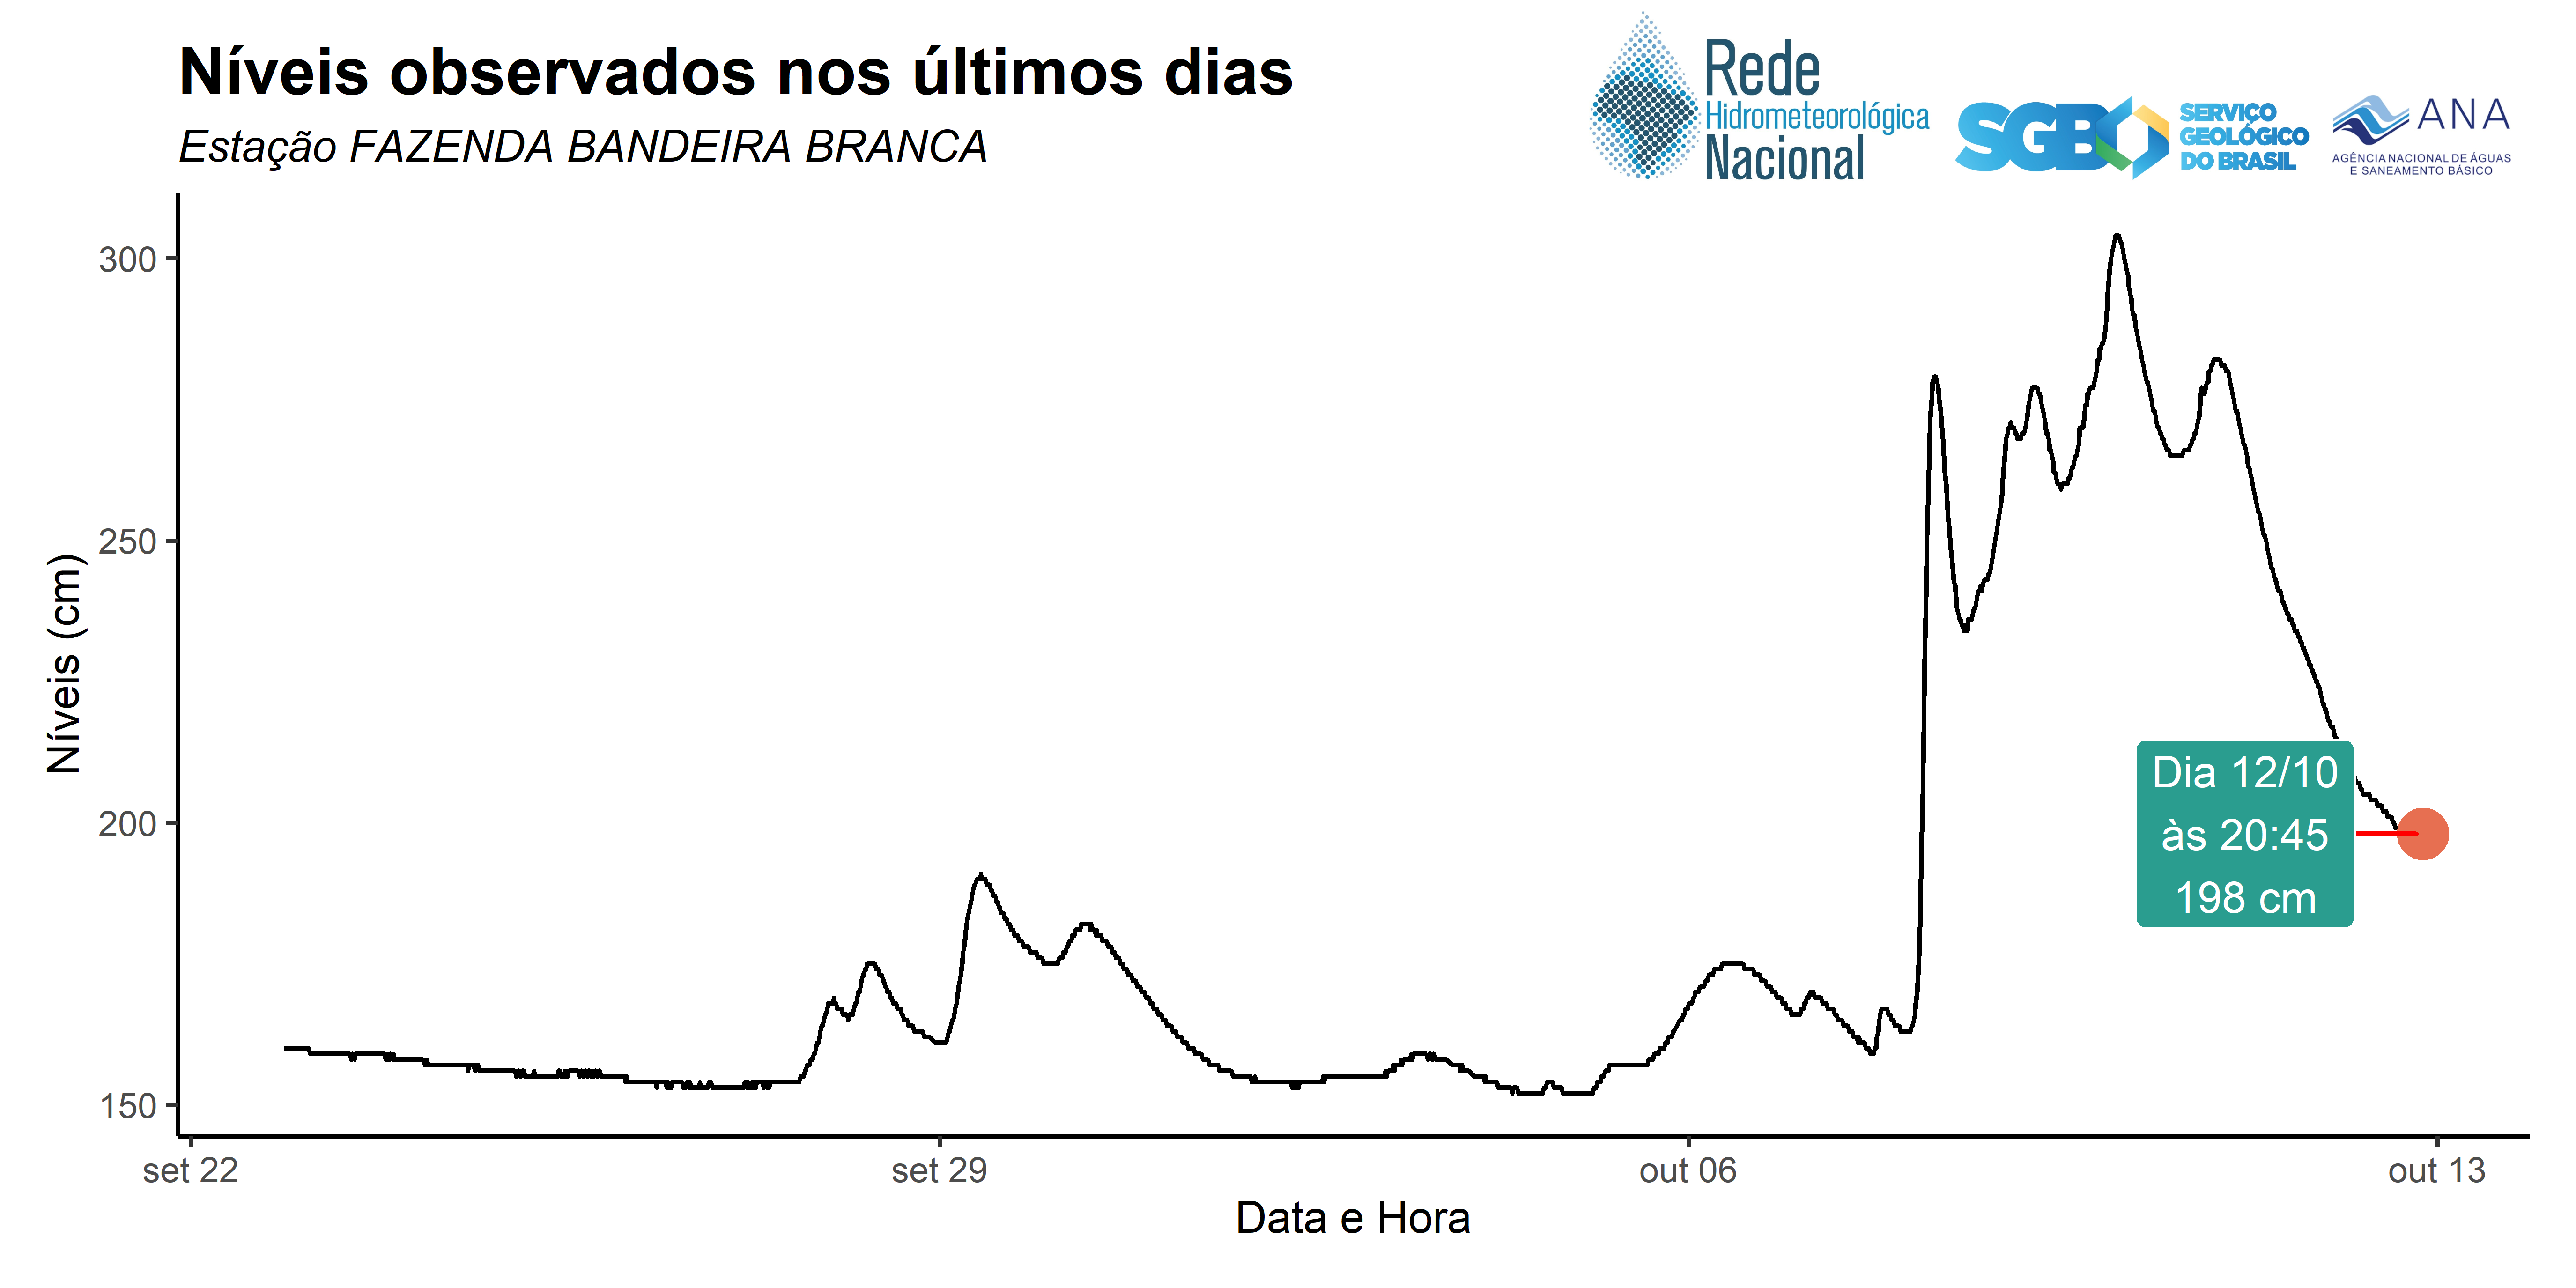 Níveis observados nos últimos dias
Estação FAZENDA BANDEIRA BRANCA
Rede
Hidrometeorológica
Nacional
SGB
SERVIÇO
GEOLÓGICO
DO BRASIL
ANA
AGÊNCIA NACIONAL DE ÁGUAS
E SANEAMENTO BÁSICO
Níveis (cm)
300
250
200
150
Dia 12/10
às 20:45
198 cm
set 22
set 29
out 06
out 13
Data e Hora